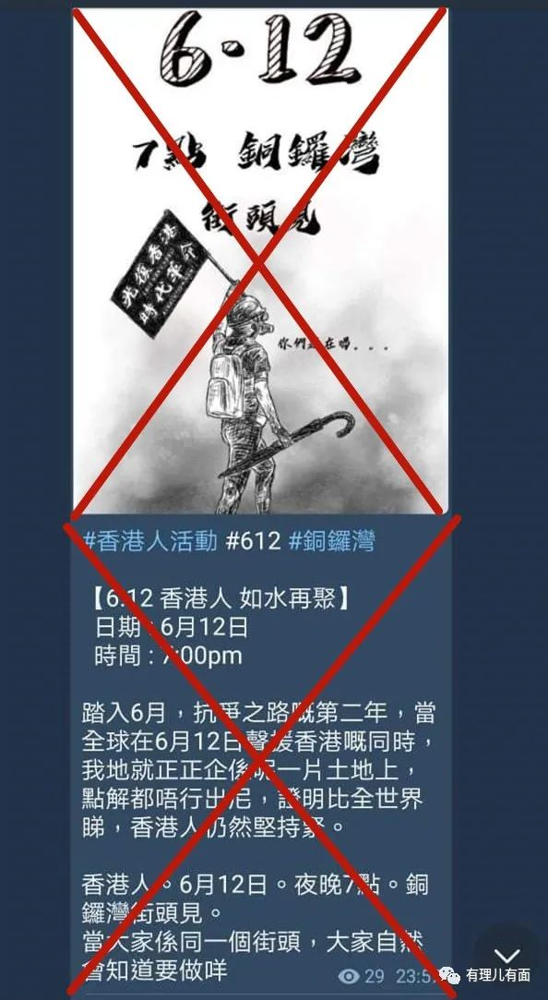 6·12
7點 銅鑼灣
街頭見
光復香港
時代革命
你們還在嗎...
#香港人活動 #612 #銅鑼灣
【6.12 香港人 如水再聚】
日期：6月12日
時間：7:00pm
踏入6月，抗爭之路嘅第二年，當
全球在6月12日聲援香港嘅同時，
我地就正正企係呢一片土地上，
點解都唔行出嚟，證明比全世界
睇，香港人仍然堅持緊。
香港人。6月12日。夜晚7點。銅
鑼灣街頭見。
當大家係同一個街頭，大家自然
會知道要做咩
29 23:5
有理儿有面